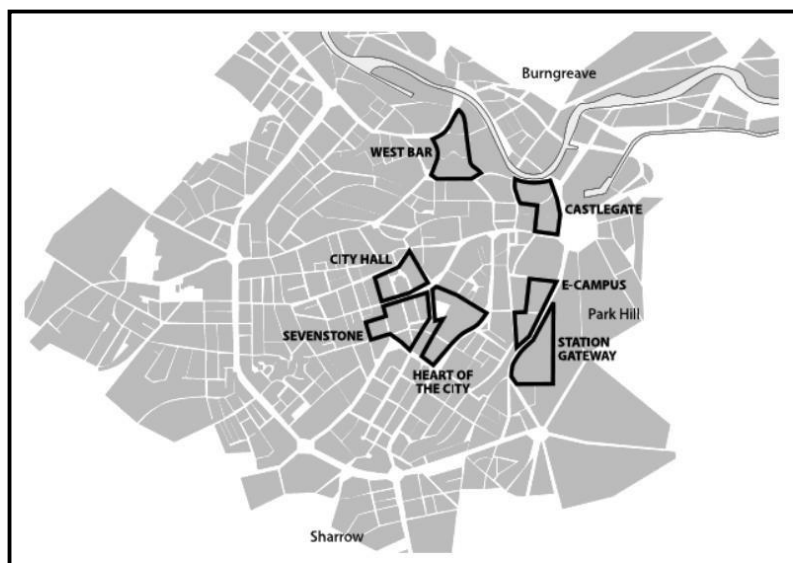 Burngreave
WEST BAR
CASTLEGATE
CITY HALL
E-CAMPUS
Park Hill
SEVENSTONE
STATION
GATEWAY
HEART OF
THE CITY
Sharrow